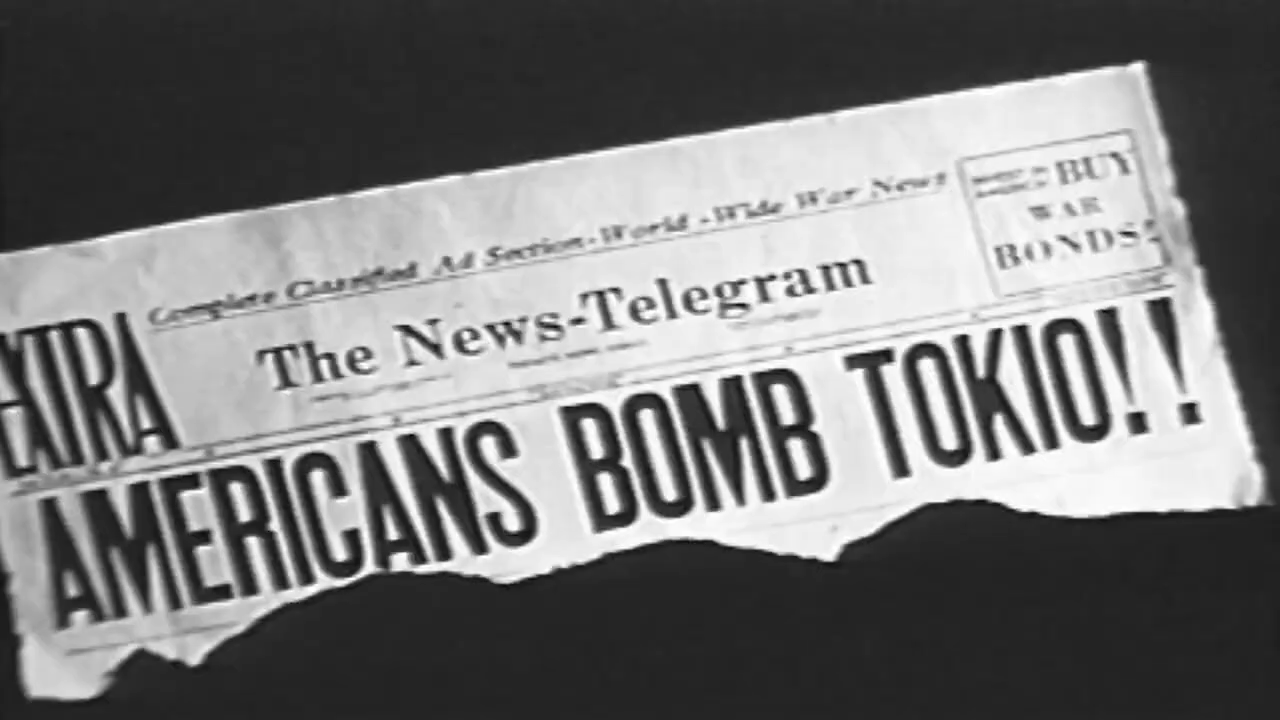 Complete Classified Ad Section-World-Wide War News
BUY
WAR
BONDS!
EXTRA
The News-Telegram
AMERICANS BOMB TOKIO!!